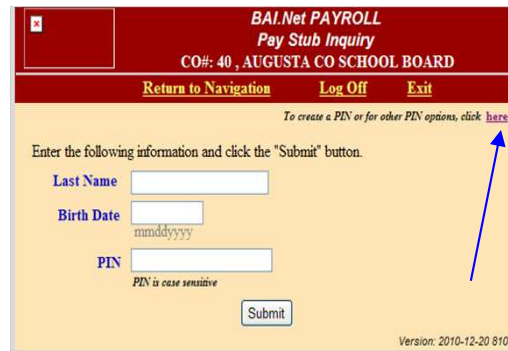 BAI.Net PAYROLL
Pay Stub Inquiry
CO#: 40 , AUGUSTA CO SCHOOL BOARD
Return to Navigation Log Off Exit
To create a PIN or for other PIN options, click here
Enter the following information and click the "Submit" button.
Last Name
Birth Date
mmddyyyy
PIN
PIN is case sensitive
Submit
Version: 2010-12-20 810